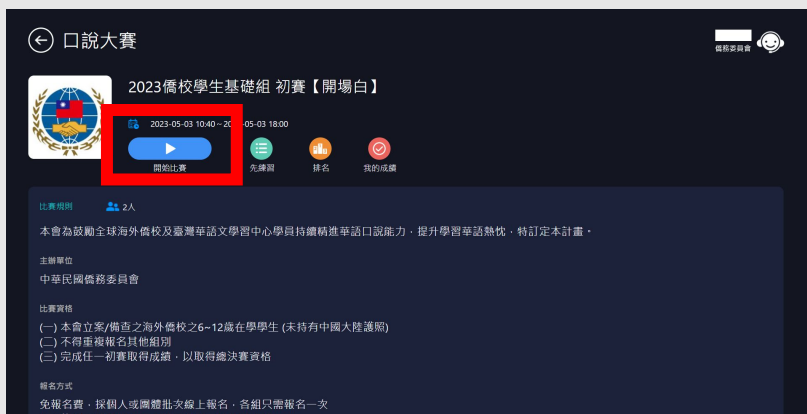 口說大賽
僑務委員會
2023僑校學生基礎組 初賽【開場白】
2023-05-03 10:40~20 -05-03 18:00
開始比賽 先練習 排名 我的成績
比賽規則 2人
本會為鼓勵全球海外僑校及臺灣華語文學習中心學員持續精進華語口說能力，提升學習華語熱忱，特訂定本計畫。
主辦單位
中華民國僑務委員會
比賽資格
(一) 本會立案/備查之海外僑校之6~12歲在學學生 (未持有中國大陸護照)
(二) 不得重複報名其他組別
(三) 完成任一初賽取得成績，以取得總決賽資格
報名方式
免報名費，採個人或團體批次線上報名，各組只需報名一次